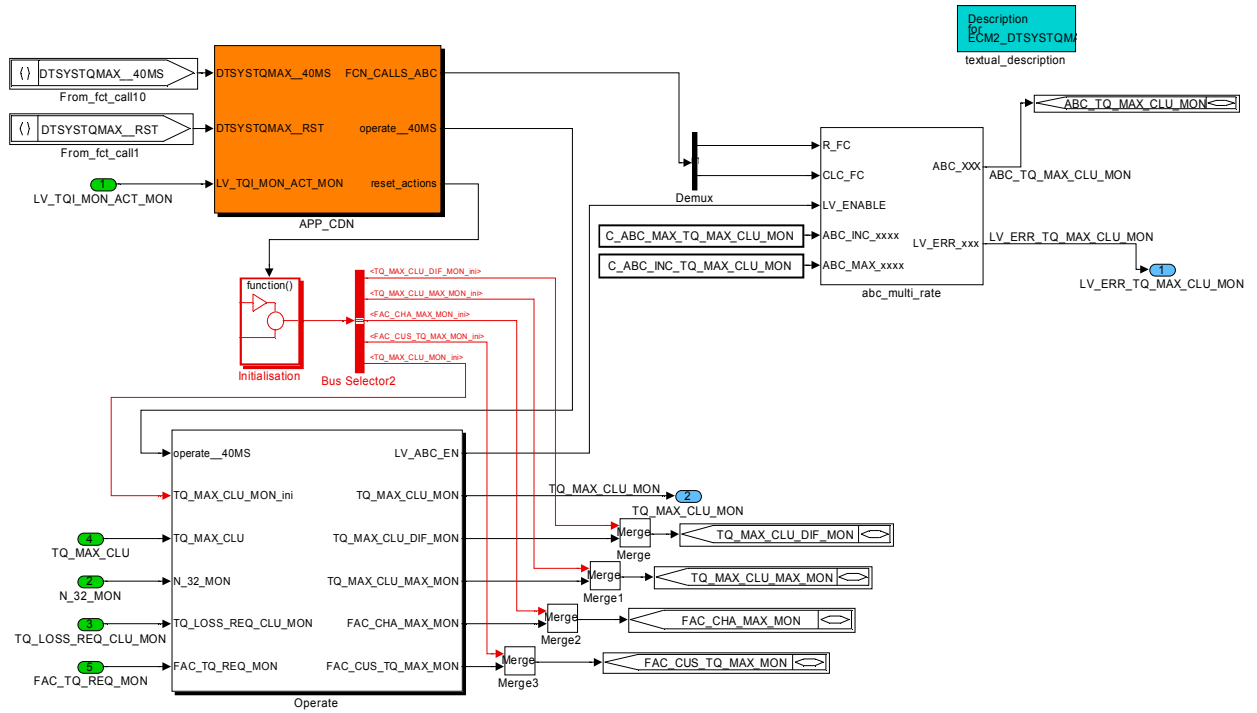 Description
for
ECM2_DTSYSTQMA
textual_description
( )
DTSYSTQMAX__40MS
From_fct_call10
( )
DTSYSTQMAX__RST
From_fct_call1
1
LV_TQI_MON_ACT_MON
DTSYSTQMAX__40MS
DTSYSTQMAX__RST
LV_TQI_MON_ACT_MON
FCN_CALLS_ABC
operate__40MS
reset_actions
APP_CDN
Demux
R_FC
CLC_FC
LV_ENABLE
ABC_INC_xxxx
ABC_MAX_xxxx
ABC_XXX
LV_ERR_xxx
abc_multi_rate
C_ABC_MAX_TQ_MAX_CLU_MON
C_ABC_INC_TQ_MAX_CLU_MON
ABC_TQ_MAX_CLU_MON
ABC_TQ_MAX_CLU_MON
LV_ERR_TQ_MAX_CLU_MON
1
LV_ERR_TQ_MAX_CLU_MON
function()
Initialisation
Bus Selector2
<TQ_MAX_CLU_DIF_MON_ini>
<TQ_MAX_CLU_MAX_MON_ini>
<FAC_CHA_MAX_MON_ini>
<FAC_CUS_TQ_MAX_MON_ini>
<TQ_MAX_CLU_MON_ini>
4
TQ_MAX_CLU
2
N_32_MON
3
TQ_LOSS_REQ_CLU_MON
5
FAC_TQ_REQ_MON
operate__40MS
TQ_MAX_CLU_MON_ini
TQ_MAX_CLU
N_32_MON
TQ_LOSS_REQ_CLU_MON
FAC_TQ_REQ_MON
LV_ABC_EN
TQ_MAX_CLU_MON
TQ_MAX_CLU_DIF_MON
TQ_MAX_CLU_MAX_MON
FAC_CHA_MAX_MON
FAC_CUS_TQ_MAX_MON
Operate
TQ_MAX_CLU_MON
2
TQ_MAX_CLU_MON
Merge
Merge
TQ_MAX_CLU_DIF_MON
Merge
Merge1
TQ_MAX_CLU_MAX_MON
Merge
Merge2
FAC_CHA_MAX_MON
Merge
Merge3
FAC_CUS_TQ_MAX_MON